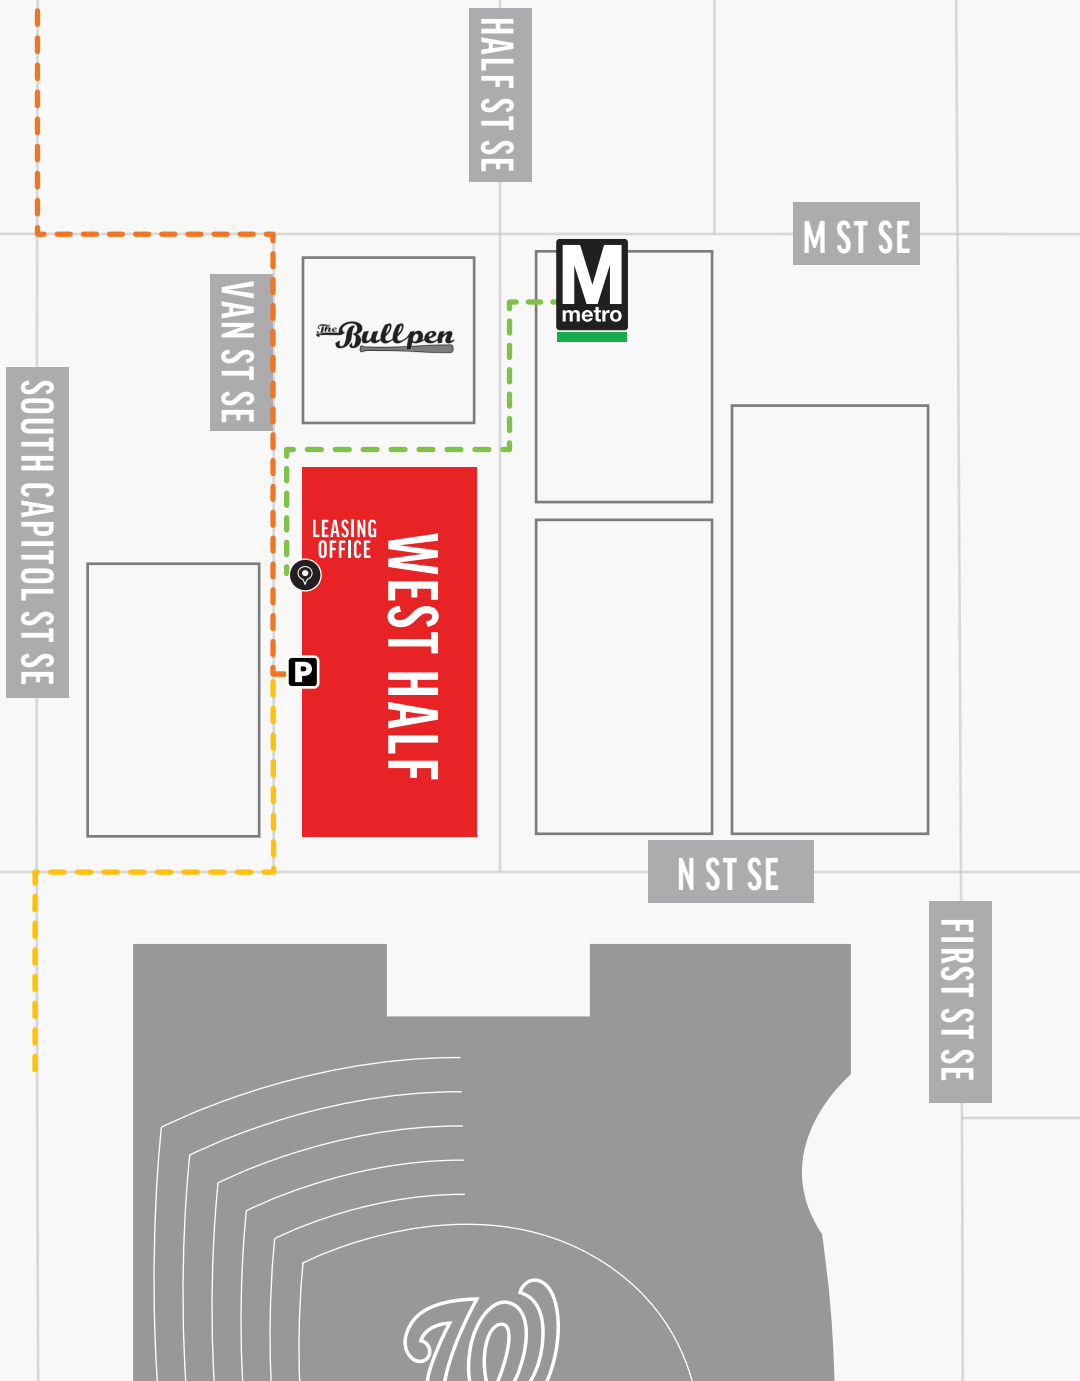 HALF ST SE
M ST SE
M
metro
VAN ST SE
The Bullpen
SOUTH CAPITOL ST SE
LEASING
OFFICE
WEST HALF
P
N ST SE
FIRST ST SE
W